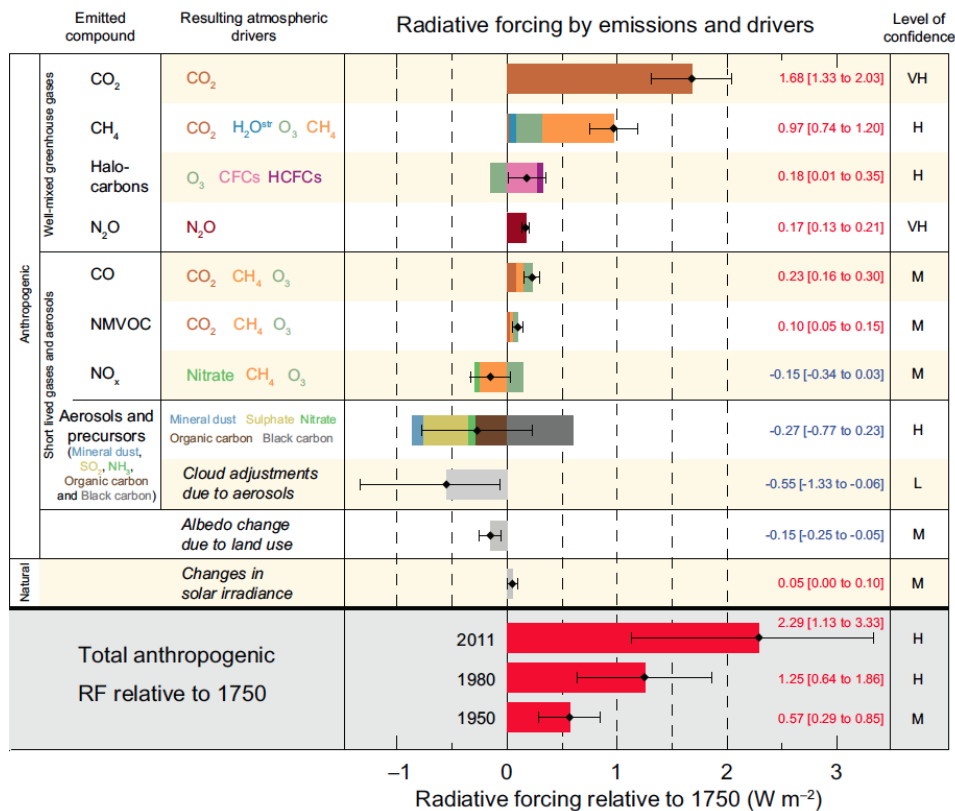 Emitted compound
Resulting atmospheric drivers
Radiative forcing by emissions and drivers
Level of confidence
Anthropogenic
Well-mixed greenhouse gases
CO₂
CO₂
1.68 [1.33 to 2.03]
VH
CH₄
CO₂ H₂Oˢᵗʳ O₃ CH₄
0.97 [0.74 to 1.20]
H
Halo-
carbons
O₃ CFCs HCFCs
0.18 [0.01 to 0.35]
H
N₂O
N₂O
0.17 [0.13 to 0.21]
VH
Short lived gases and aerosols
CO
CO₂ CH₄ O₃
0.23 [0.16 to 0.30]
M
NMVOC
CO₂ CH₄ O₃
0.10 [0.05 to 0.15]
M
NOₓ
Nitrate CH₄ O₃
-0.15 [-0.34 to 0.03]
M
Aerosols and
precursors
(Mineral dust,
SO₂, NH₃,
Organic carbon
and Black carbon)
Mineral dust Sulphate Nitrate
Organic carbon Black carbon
-0.27 [-0.77 to 0.23]
H
Cloud adjustments
due to aerosols
-0.55 [-1.33 to -0.06]
L
Albedo change
due to land use
-0.15 [-0.25 to -0.05]
M
Natural
Changes in
solar irradiance
0.05 [0.00 to 0.10]
M
Total anthropogenic
RF relative to 1750
2011
2.29 [1.13 to 3.33]
H
1980
1.25 [0.64 to 1.86]
H
1950
0.57 [0.29 to 0.85]
M
−1 0 1 2 3
Radiative forcing relative to 1750 (W m⁻²)